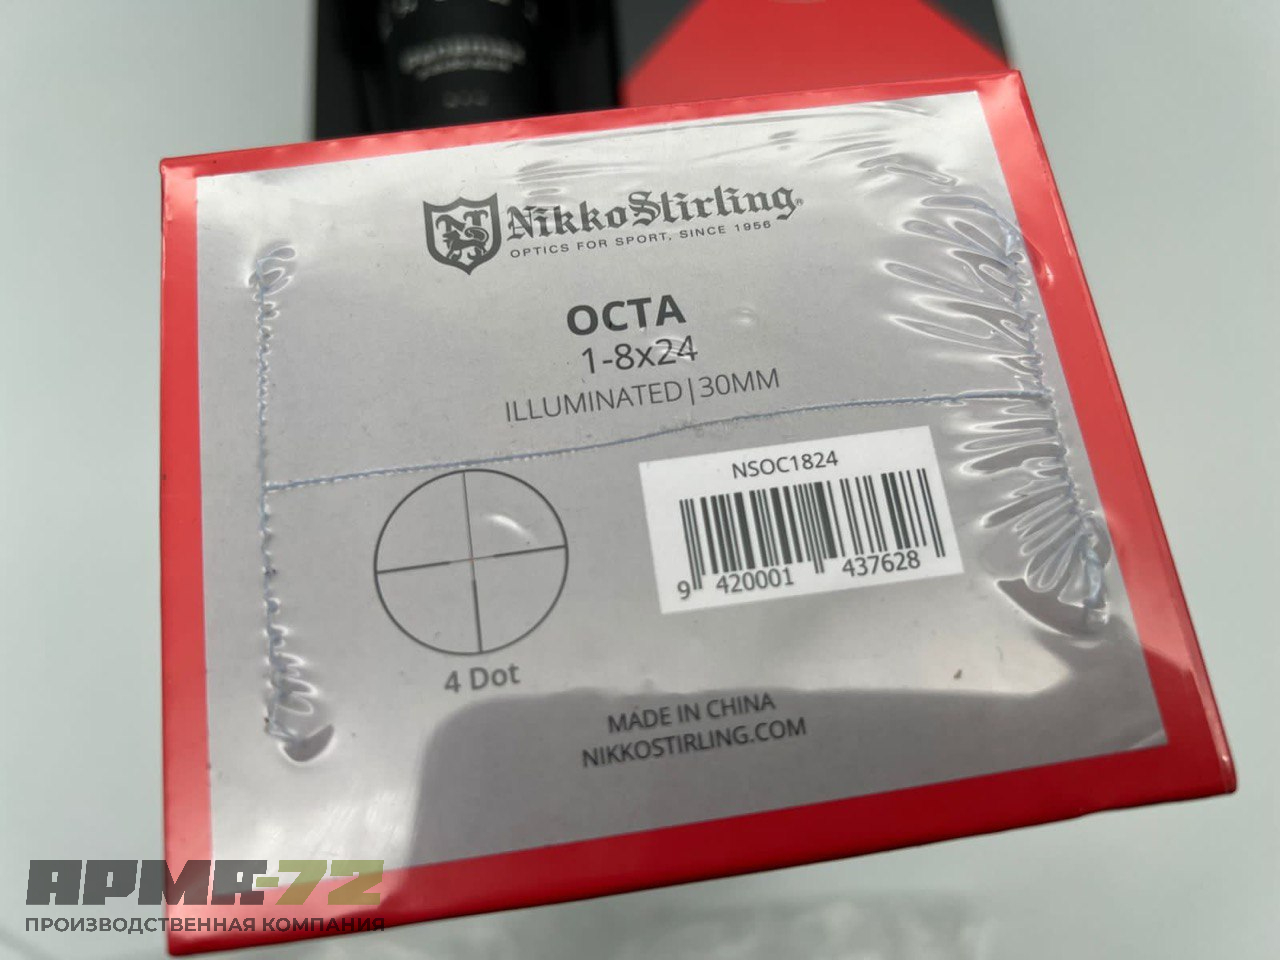 Panamax
NikkoStirling®
OPTICS FOR SPORT, SINCE 1956
OCTA
1-8x24
ILLUMINATED|30MM
NSOC1824
9 420001 437628
4 Dot
MADE IN CHINA
NIKKOSTIRLING.COM
АРМА-72
ПРОИЗВОДСТВЕННАЯ КОМПАНИЯ